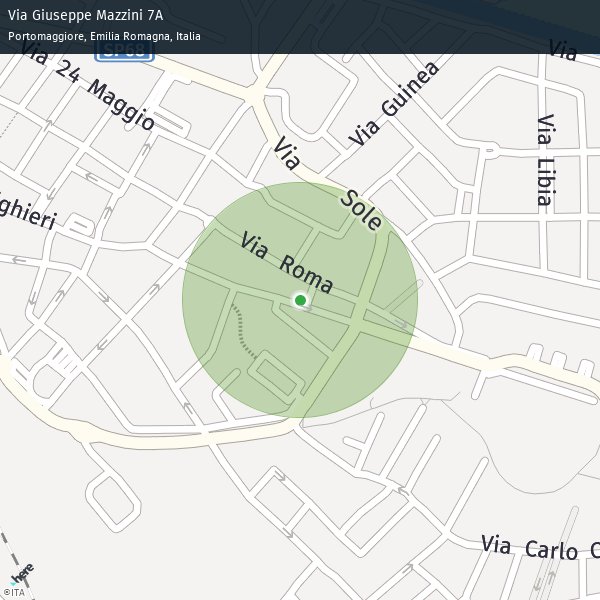 Via Giuseppe Mazzini 7A
Portomaggiore, Emilia Romagna, Italia
SP68
Via
Via 24 Maggio
Via Guinea
Via Libia
Via Sole
ghieri
Via Roma
Via Carlo C
here
©ITA